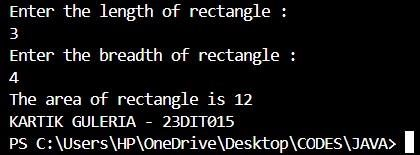 Enter the length of rectangle :
3
Enter the breadth of rectangle :
4
The area of rectangle is 12
KARTIK GULERIA - 23DIT015
PS C:\Users\HP\OneDrive\Desktop\CODES\JAVA>